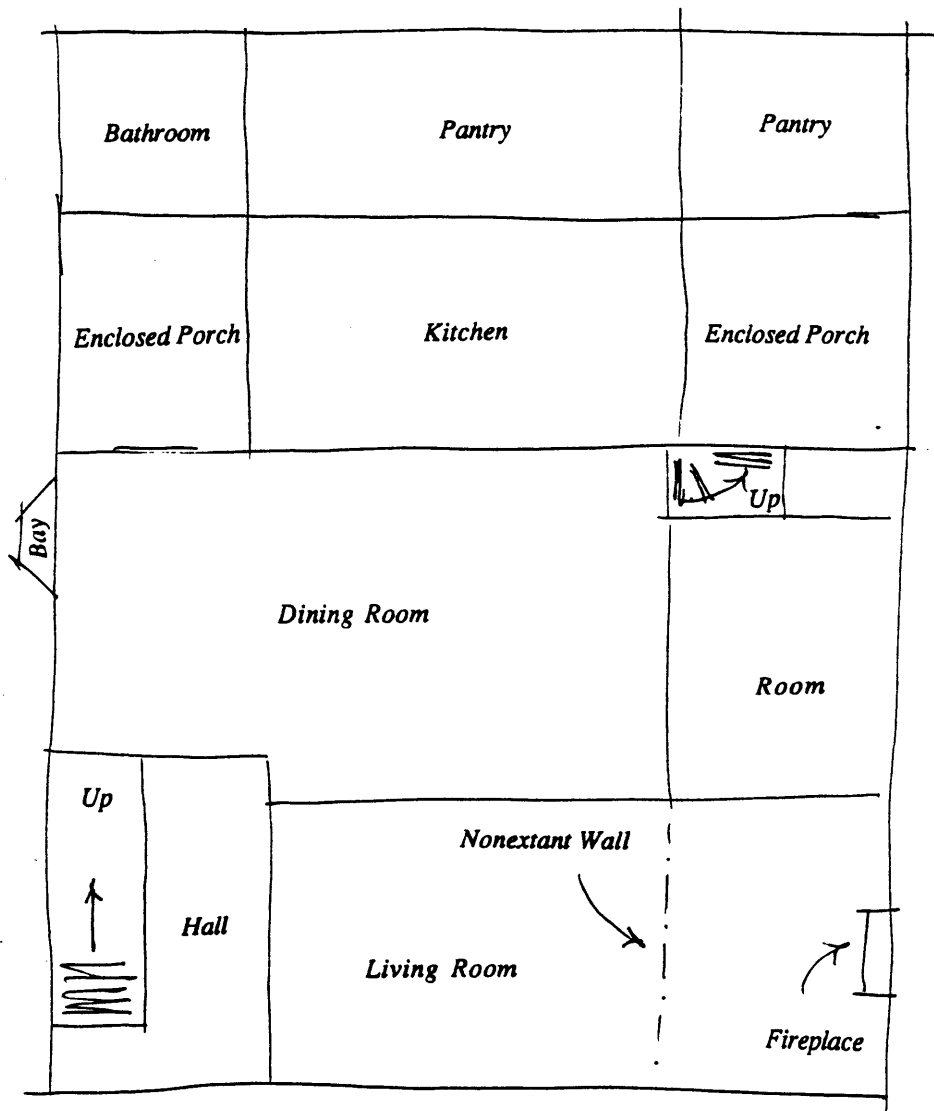 Bathroom
Pantry
Pantry
Enclosed Porch
Kitchen
Enclosed Porch
Up
Bay
Dining Room
Room
Up
Nonextant Wall
Hall
Living Room
Fireplace